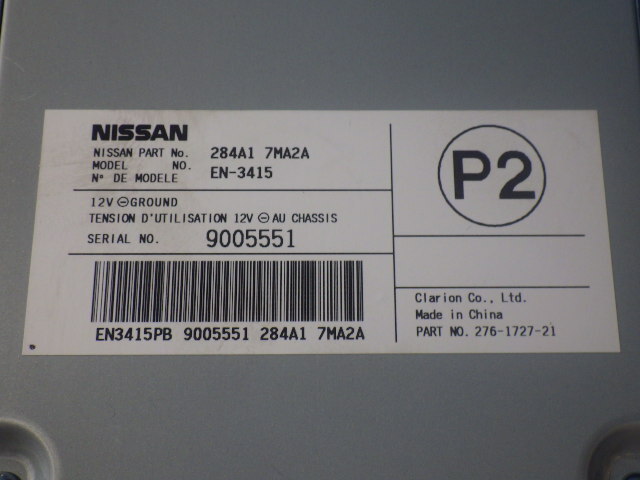 NISSAN
NISSAN PART No. 284A1 7MA2A
MODEL NO. EN-3415
N° DE MODELE
12V ⊖ GROUND
TENSION D'UTILISATION 12V ⊖ AU CHASSIS
SERIAL NO. 9005551
EN3415PB 9005551 284A1 7MA2A
P2
Clarion Co., Ltd.
Made in China
PART NO. 276-1727-21